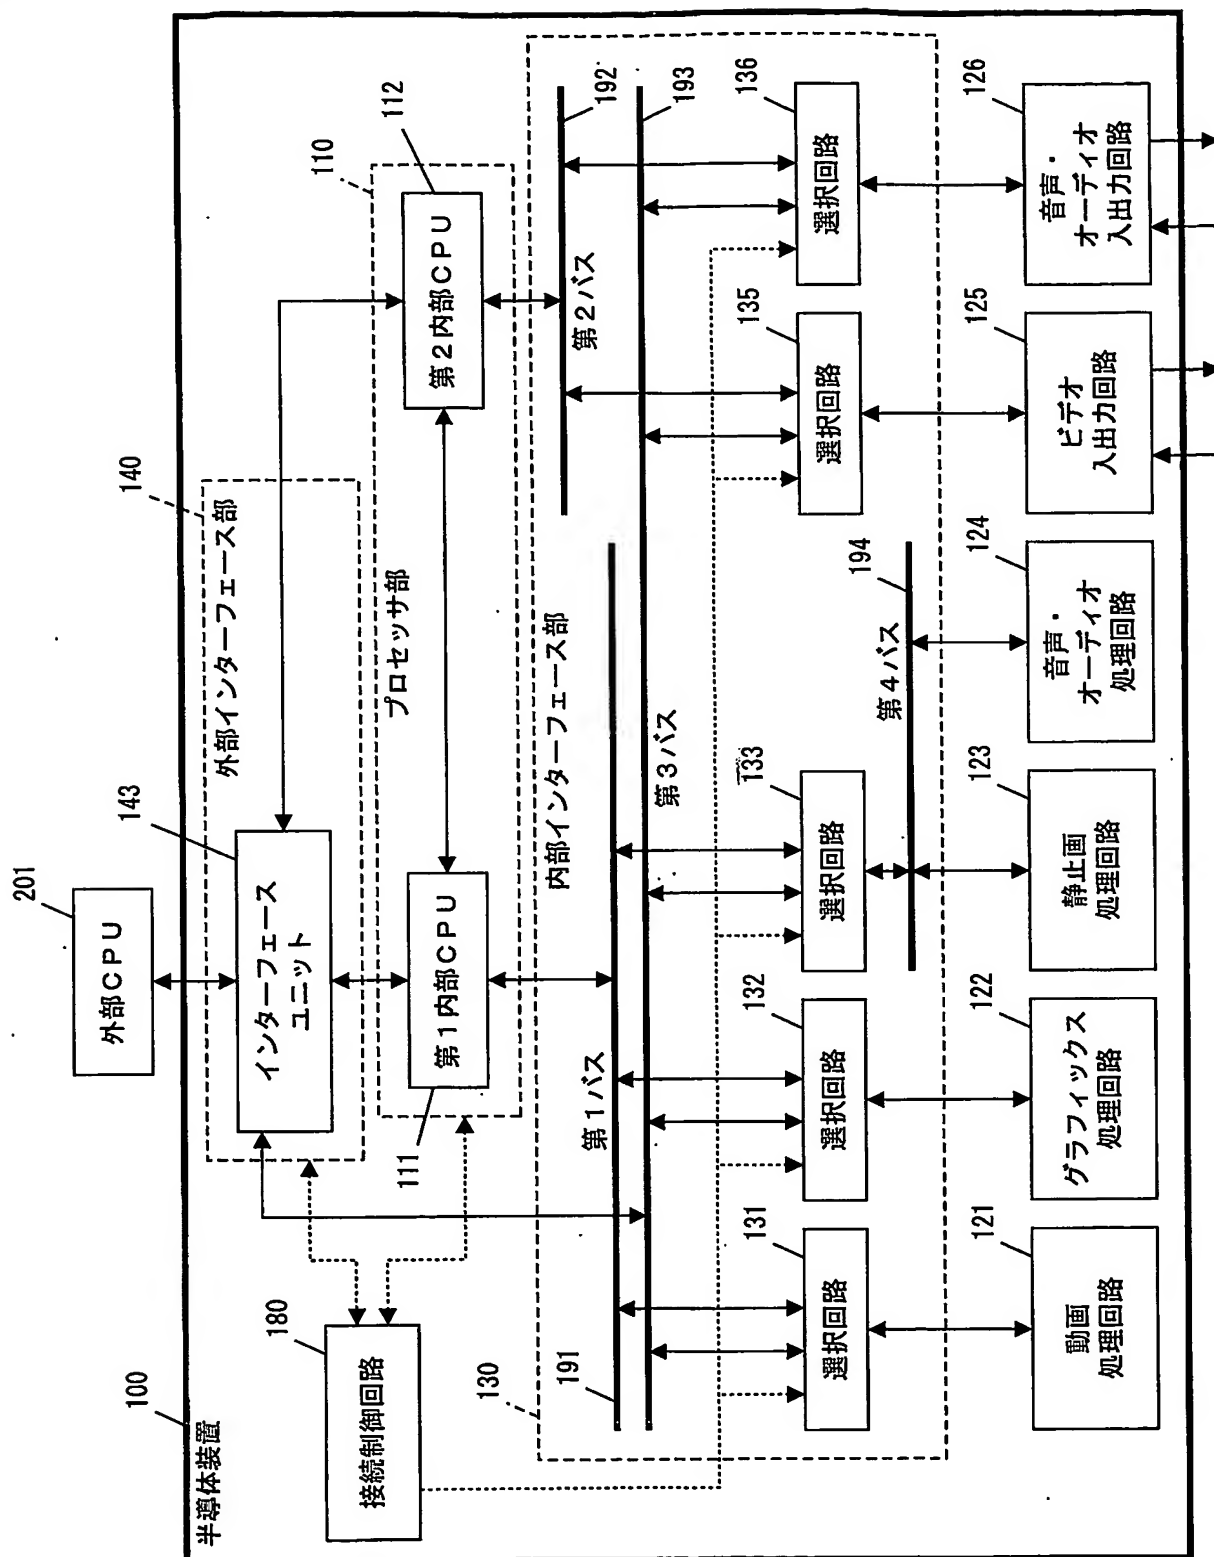 100
半導体装置
201
外部CPU
140
外部インターフェース部
143
インターフェース
ユニット
110
プロセッサ部
111
第1内部CPU
112
第2内部CPU
180
接続制御回路
130
内部インターフェース部
191
第1バス
192
第2バス
193
第3バス
131
選択回路
132
選択回路
133
選択回路
135
選択回路
136
選択回路
194
第4バス
121
動画
処理回路
122
グラフィックス
処理回路
123
静止画
処理回路
124
音声・
オーディオ
処理回路
125
ビデオ
入出力回路
126
音声・
オーディオ
入出力回路